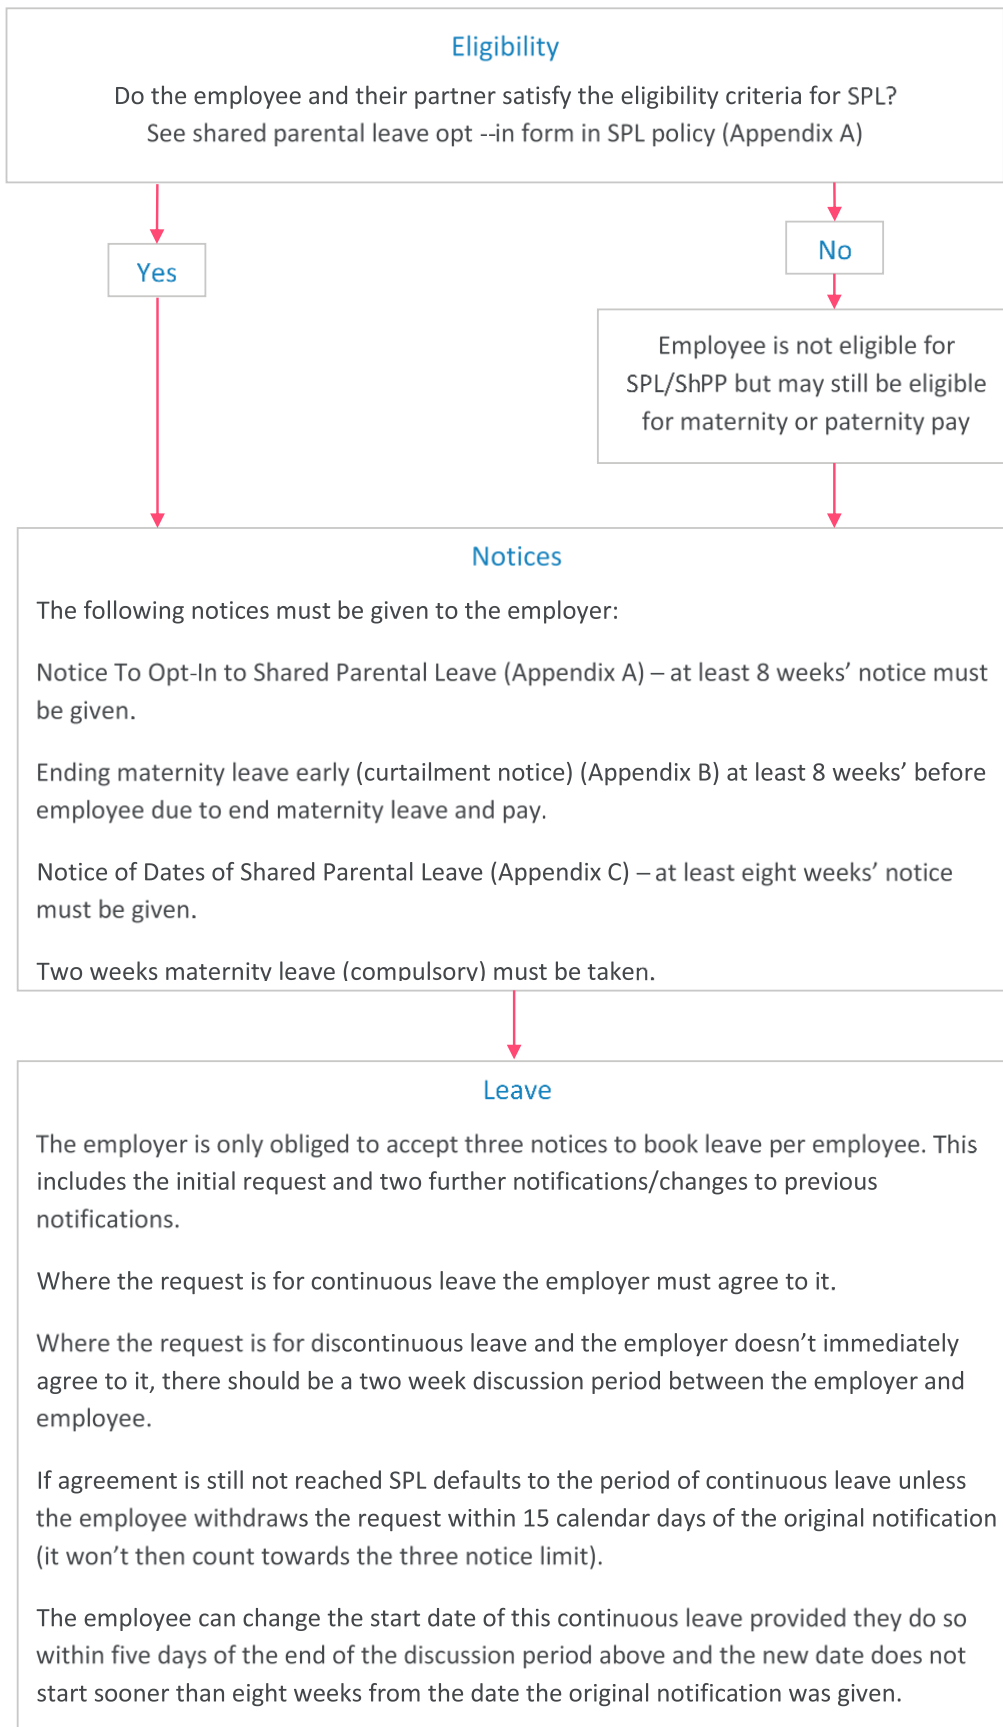 Eligibility
Do the employee and their partner satisfy the eligibility criteria for SPL?
See shared parental leave opt --in form in SPL policy (Appendix A)
Yes
No
Employee is not eligible for
SPL/ShPP but may still be eligible
for maternity or paternity pay
Notices
The following notices must be given to the employer:
Notice To Opt-In to Shared Parental Leave (Appendix A) – at least 8 weeks’ notice must
be given.
Ending maternity leave early (curtailment notice) (Appendix B) at least 8 weeks’ before
employee due to end maternity leave and pay.
Notice of Dates of Shared Parental Leave (Appendix C) – at least eight weeks’ notice
must be given.
Two weeks maternity leave (compulsory) must be taken.
Leave
The employer is only obliged to accept three notices to book leave per employee. This
includes the initial request and two further notifications/changes to previous
notifications.
Where the request is for continuous leave the employer must agree to it.
Where the request is for discontinuous leave and the employer doesn’t immediately
agree to it, there should be a two week discussion period between the employer and
employee.
If agreement is still not reached SPL defaults to the period of continuous leave unless
the employee withdraws the request within 15 calendar days of the original notification
(it won’t then count towards the three notice limit).
The employee can change the start date of this continuous leave provided they do so
within five days of the end of the discussion period above and the new date does not
start sooner than eight weeks from the date the original notification was given.